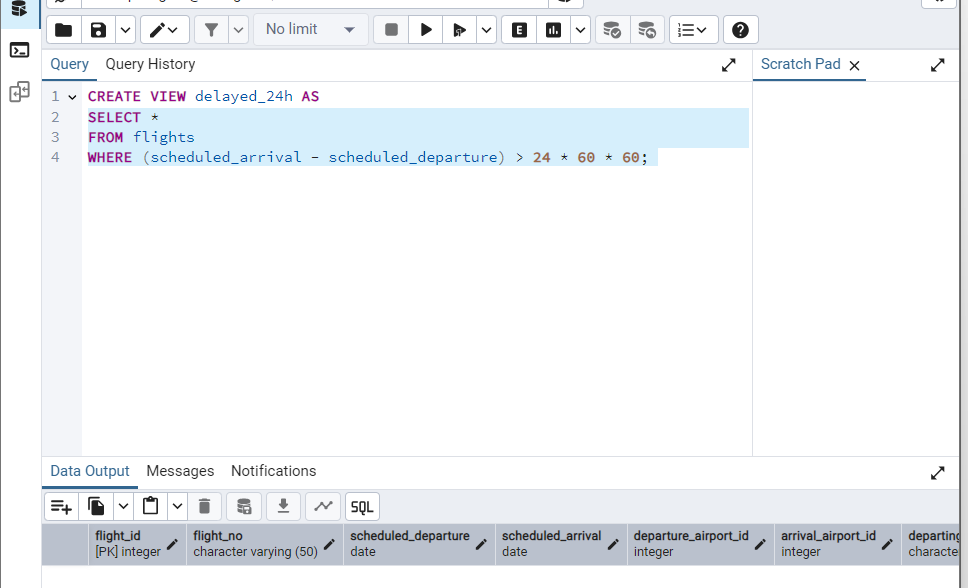 No limit
E
SQL
Query Query History
Scratch Pad
1 CREATE VIEW delayed_24h AS
2 SELECT *
3 FROM flights
4 WHERE (scheduled_arrival - scheduled_departure) > 24 * 60 * 60;
Data Output Messages Notifications
flight_id flight_no scheduled_departure scheduled_arrival departure_airport_id arrival_airport_id departing
[PK] integer character varying (50) date date integer integer characte